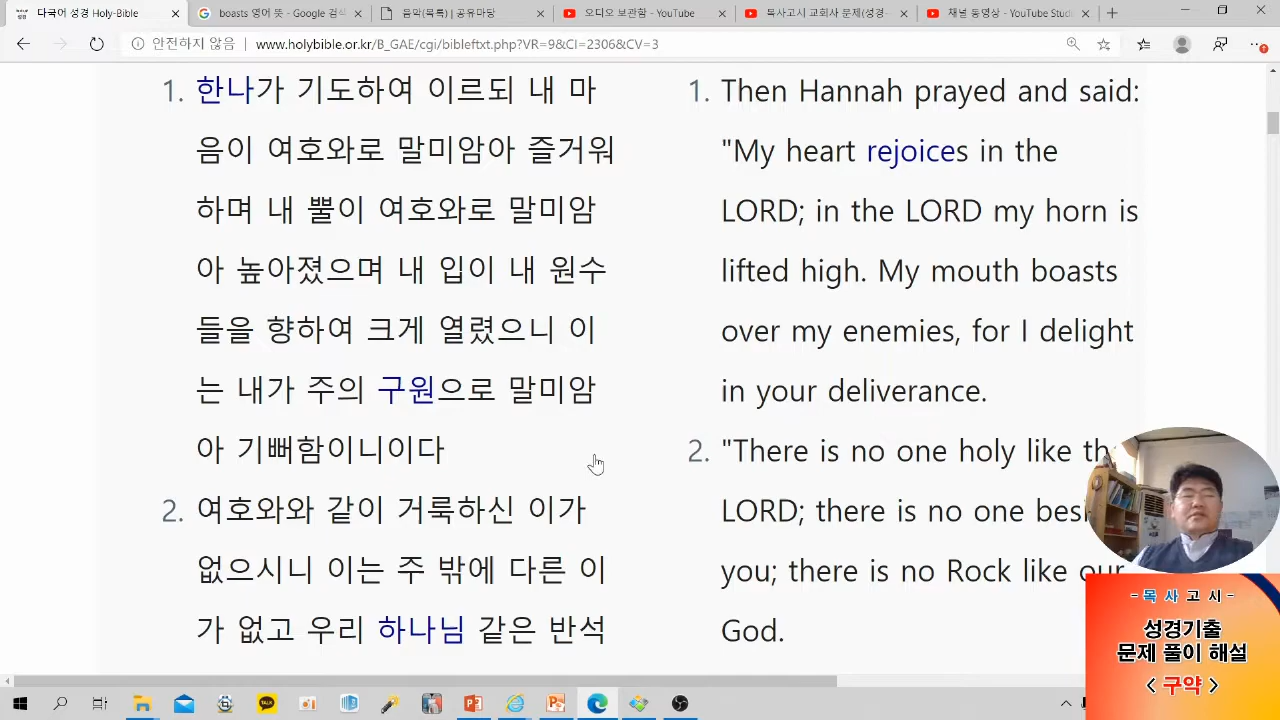 다국어 성경 Holy-Bible
boasts 영어 뜻 - Google 검색
음악(목록) | 공유마당
오디오 보관함 - YouTube
목사고시 교회사 문제(성경-
채널 동영상 - YouTube Stud
안전하지 않음
www.holybible.or.kr/B_GAE/cgi/bibleftxt.php?VR=9&CI=2306&CV=3
1. 한나가 기도하여 이르되 내 마
음이 여호와로 말미암아 즐거워
하며 내 뿔이 여호와로 말미암
아 높아졌으며 내 입이 내 원수
들을 향하여 크게 열렸으니 이
는 내가 주의 구원으로 말미암
아 기뻐함이니이다
2. 여호와와 같이 거룩하신 이가
없으시니 이는 주 밖에 다른 이
가 없고 우리 하나님 같은 반석
1. Then Hannah prayed and said:
"My heart rejoices in the
LORD; in the LORD my horn is
lifted high. My mouth boasts
over my enemies, for I delight
in your deliverance.
2. "There is no one holy like
LORD; there is no one
you; there is no Rock like our
God.
- 목 사 고 시 -
성경기출
문제 풀이 해설
< 구약 >